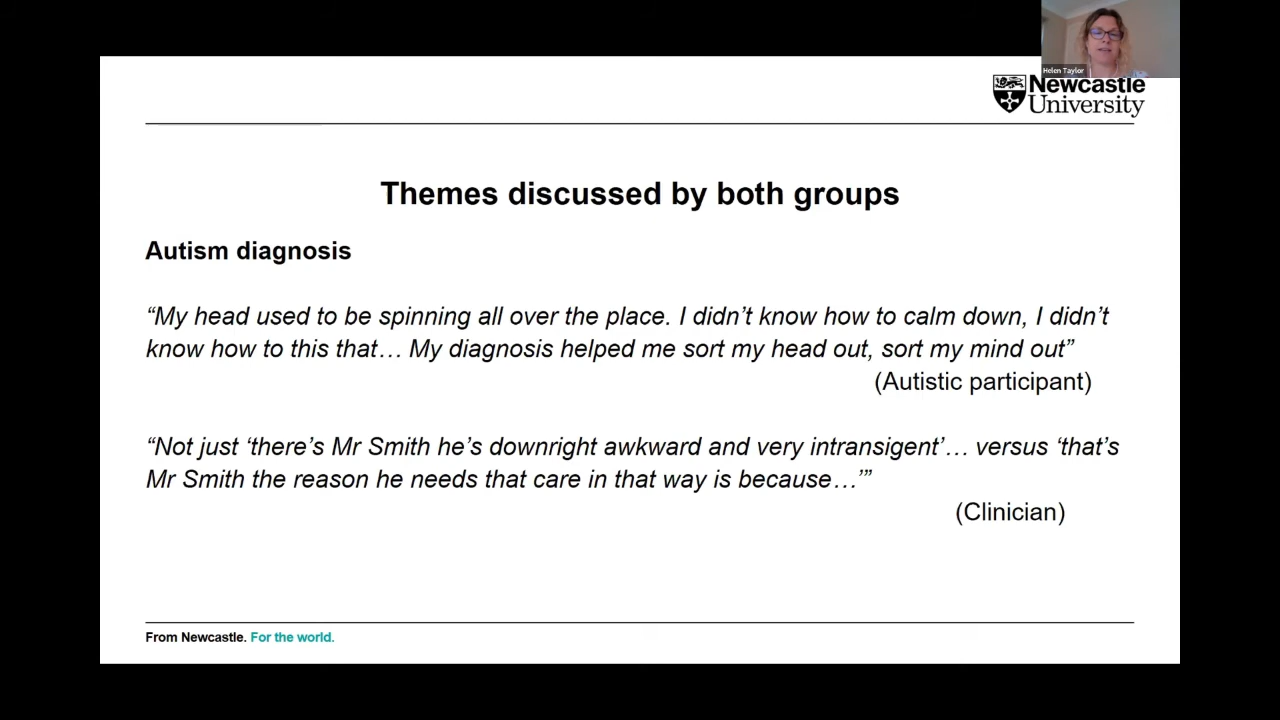 Helen Taylor
Newcastle
University
Themes discussed by both groups
Autism diagnosis
“My head used to be spinning all over the place. I didn’t know how to calm down, I didn’t
know how to this that… My diagnosis helped me sort my head out, sort my mind out”
(Autistic participant)
“Not just ‘there’s Mr Smith he’s downright awkward and very intransigent’… versus ‘that’s
Mr Smith the reason he needs that care in that way is because…’”
(Clinician)
From Newcastle. For the world.